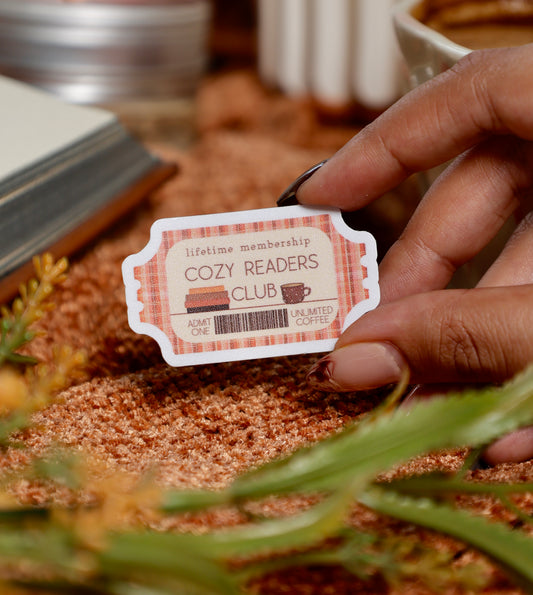 lifetime membership
COZY READERS
CLUB
ADMIT
ONE
UNLIMITED
COFFEE